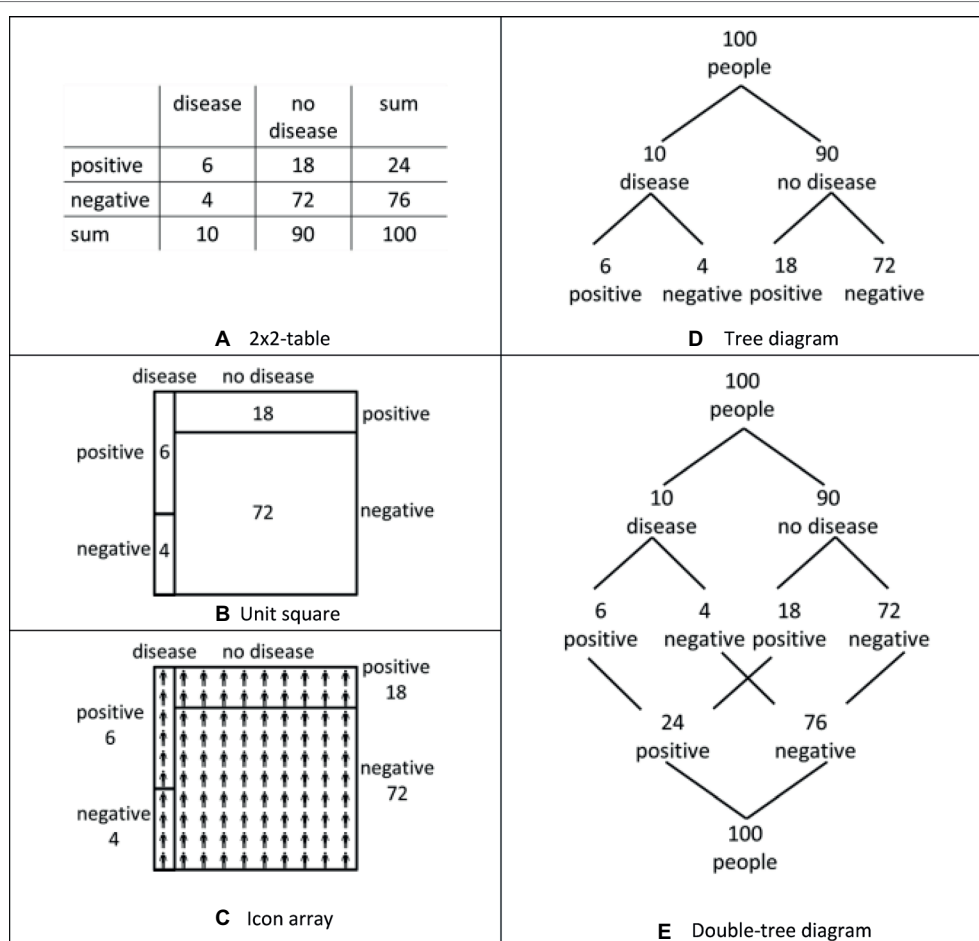 disease no sum
disease
positive 6 18 24
negative 4 72 76
sum 10 90 100
A 2x2-table
disease no disease
18 positive
positive 6
72 negative
negative 4
B Unit square
disease no disease
positive
18
positive
6
negative
72
negative
4
C Icon array
100
people
10 90
disease no disease
6 4 18 72
positive negative positive negative
D Tree diagram
100
people
10 90
disease no disease
6 4 18 72
positive negative positive negative
24 76
positive negative
100
people
E Double-tree diagram